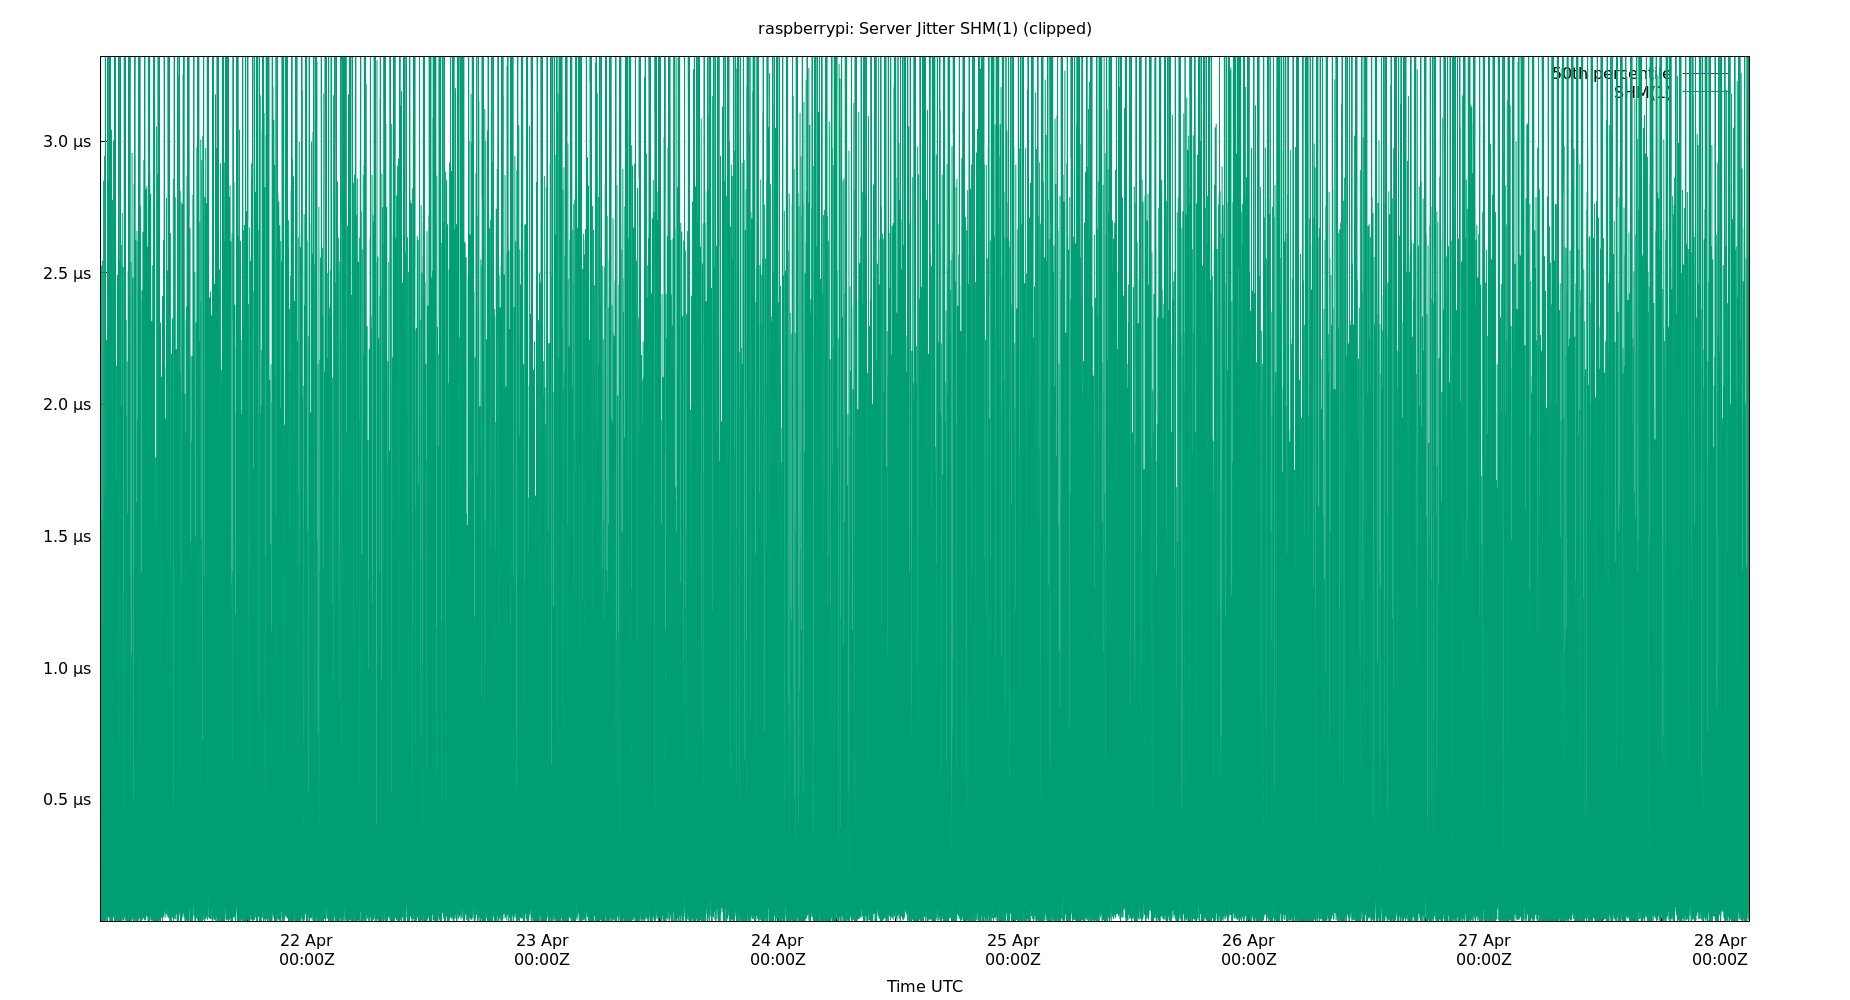 raspberrypi: Server Jitter SHM(1) (clipped)
50th percentile
SHM(1)
3.0 µs
2.5 µs
2.0 µs
1.5 µs
1.0 µs
0.5 µs
22 Apr 23 Apr 24 Apr 25 Apr 26 Apr 27 Apr 28 Apr
00:00Z 00:00Z 00:00Z 00:00Z 00:00Z 00:00Z 00:00Z
Time UTC